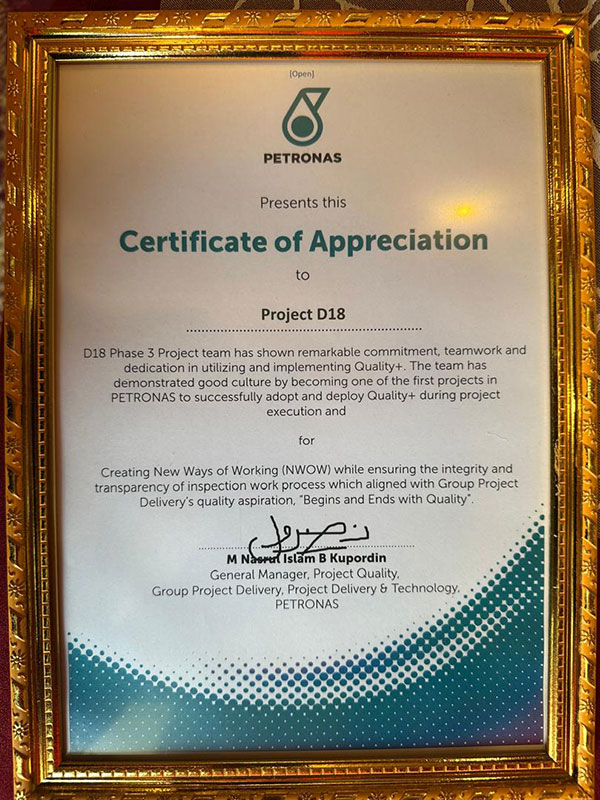 [Open]
PETRONAS
Presents this
Certificate of Appreciation
to
Project D18
D18 Phase 3 Project team has shown remarkable commitment, teamwork and
dedication in utilizing and implementing Quality+. The team has
demonstrated good culture by becoming one of the first projects in
PETRONAS to successfully adopt and deploy Quality+ during project
execution and
for
Creating New Ways of Working (NWOW) while ensuring the integrity and
transparency of inspection work process which aligned with Group Project
Delivery's quality aspiration, "Begins and Ends with Quality".
M Nasrul Islam B Kupordin
General Manager, Project Quality,
Group Project Delivery, Project Delivery & Technology,
PETRONAS